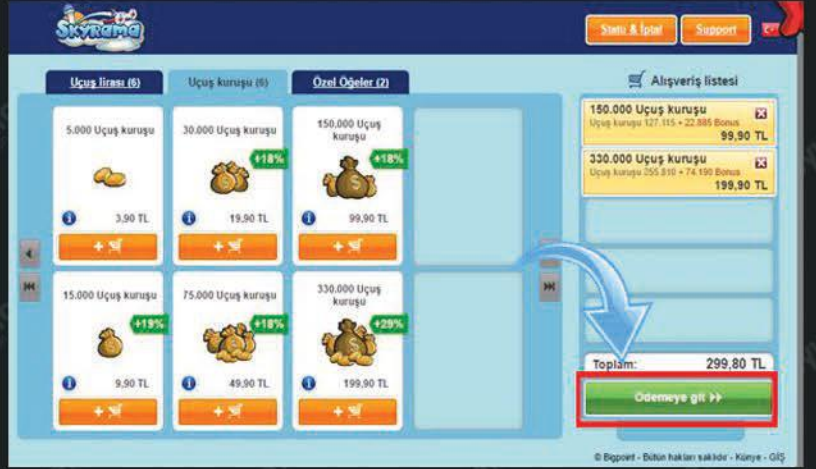 SKYRAMA
Statü & İptal
Support
Uçuş lirası (6)
Uçuş kuruşu (6)
Özel Öğeler (2)
Alışveriş listesi
5.000 Uçuş kuruşu
3,90 TL
30.000 Uçuş kuruşu
+18%
19,90 TL
150.000 Uçuş
kuruşu
+18%
99,90 TL
15.000 Uçuş kuruşu
+19%
9,90 TL
75.000 Uçuş kuruşu
+18%
49,90 TL
330.000 Uçuş
kuruşu
+29%
199,90 TL
150.000 Uçuş kuruşu
Uçuş kuruşu 127.115 + 22.885 Bonus
99,90 TL
330.000 Uçuş kuruşu
Uçuş kuruşu 255.810 + 74.190 Bonus
199,90 TL
Toplam: 299,80 TL
Ödemeye git
© Bigpoint - Bütün hakları saklıdır - Künye - GİŞ